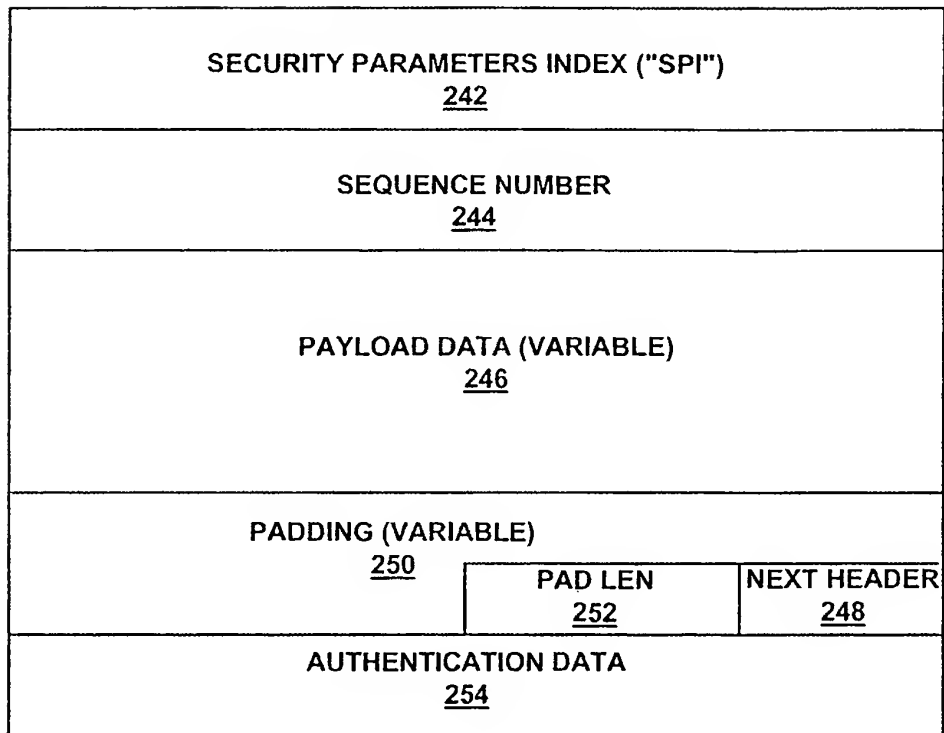 SECURITY PARAMETERS INDEX ("SPI")
242
SEQUENCE NUMBER
244
PAYLOAD DATA (VARIABLE)
246
PADDING (VARIABLE)
250
PAD LEN
252
NEXT HEADER
248
AUTHENTICATION DATA
254